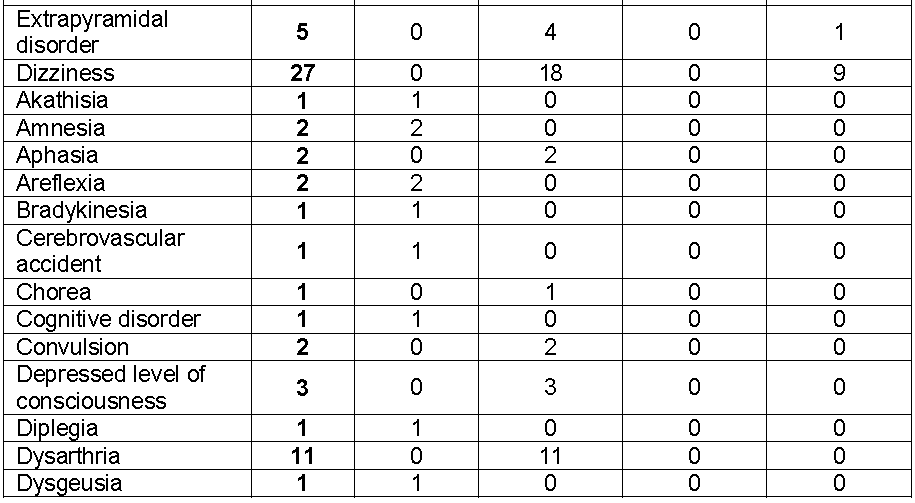 Extrapyramidal
disorder 5 0 4 0 1
Dizziness 27 0 18 0 9
Akathisia 1 1 0 0 0
Amnesia 2 2 0 0 0
Aphasia 2 0 2 0 0
Areflexia 2 2 0 0 0
Bradykinesia 1 1 0 0 0
Cerebrovascular
accident 1 1 0 0 0
Chorea 1 0 1 0 0
Cognitive disorder 1 1 0 0 0
Convulsion 2 0 2 0 0
Depressed level of
consciousness 3 0 3 0 0
Diplegia 1 1 0 0 0
Dysarthria 11 0 11 0 0
Dysgeusia 1 1 0 0 0